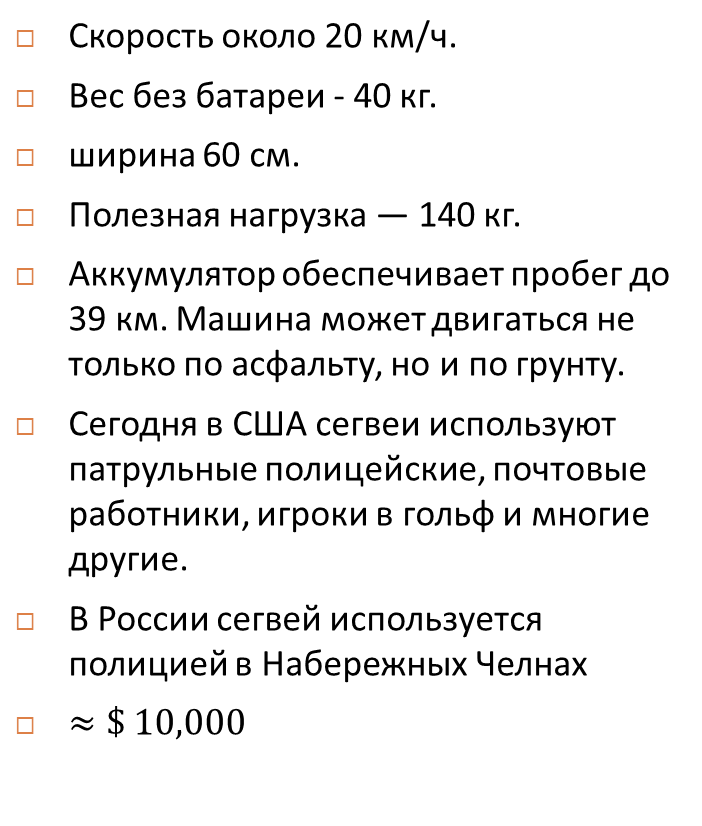 Скорость около 20 км/ч.
Вес без батареи - 40 кг.
ширина 60 см.
Полезная нагрузка — 140 кг.
Аккумулятор обеспечивает пробег до
39 км. Машина может двигаться не
только по асфальту, но и по грунту.
Сегодня в США сегвеи используют
патрульные полицейские, почтовые
работники, игроки в гольф и многие
другие.
В России сегвей используется
полицией в Набережных Челнах
≈ $ 10,000